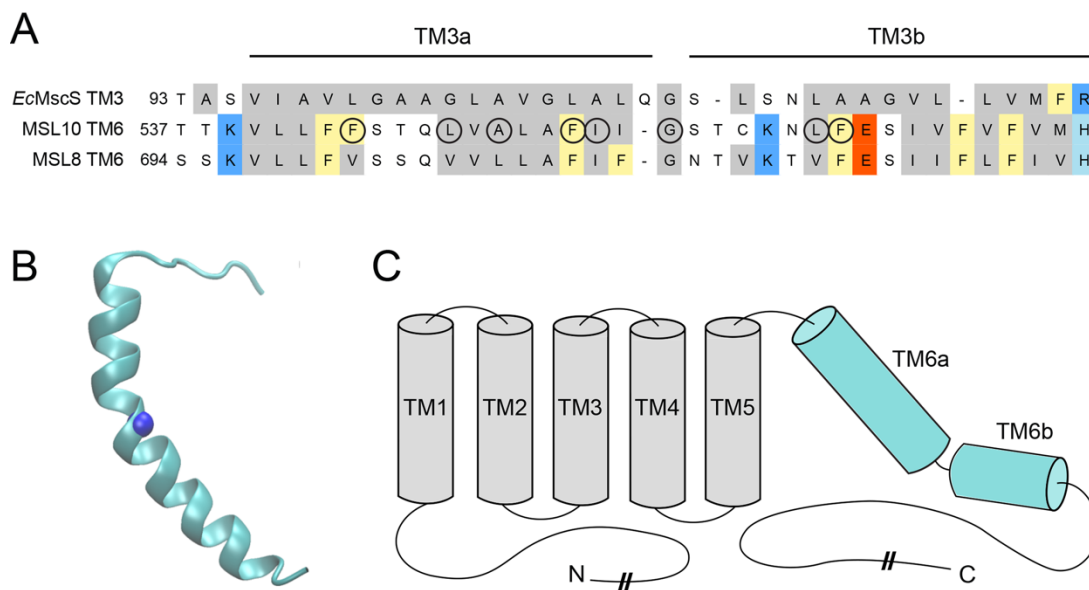 A
TM3a TM3b
EcMscS TM3 93 T A S V I A V L G A A G L A V G L A L Q G S - L S N L A A G V L - L V M F R
MSL10 TM6 537 T T K V L L F F S T Q L V A L A F I I - G S T C K N L F E S I V F V F V M H
MSL8 TM6 694 S S K V L L F V S S Q V V L L A F I F - G N T V K T V F E S I I F L F I V H
B
C
TM1 TM2 TM3 TM4 TM5 TM6a
TM6b
N C